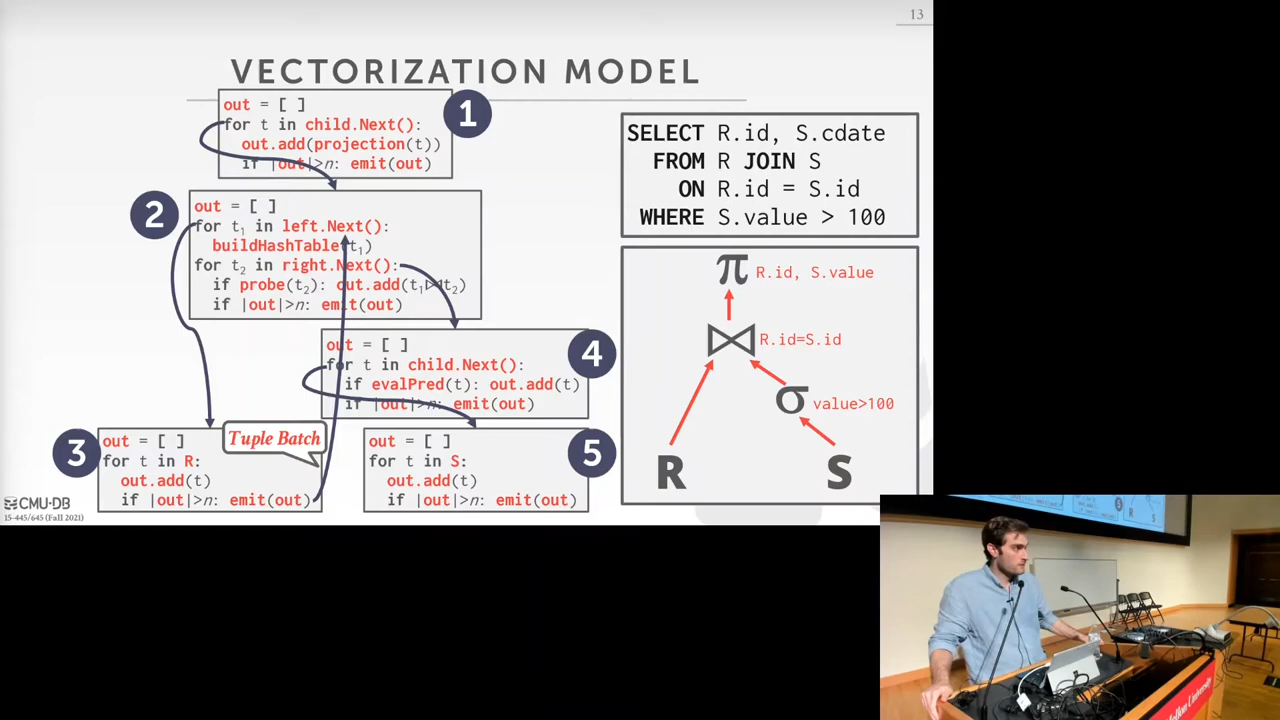 13
VECTORIZATION MODEL
out = [ ]
for t in child.Next():
out.add(projection(t))
if |out|>n: emit(out)
1
2
out = [ ]
for t₁ in left.Next():
buildHashTable(t₁)
for t₂ in right.Next():
if probe(t₂): out.add(t₁⋈t₂)
if |out|>n: emit(out)
out = [ ]
for t in child.Next():
if evalPred(t): out.add(t)
if |out|>n: emit(out)
4
3
out = [ ]
for t in R:
out.add(t)
if |out|>n: emit(out)
Tuple Batch
out = [ ]
for t in S:
out.add(t)
if |out|>n: emit(out)
5
SELECT R.id, S.cdate
FROM R JOIN S
ON R.id = S.id
WHERE S.value > 100
π R.id, S.value
⋈ R.id=S.id
σ value>100
R S
CMU·DB
15-445/645 (Fall 2021)
R S
Mellon University